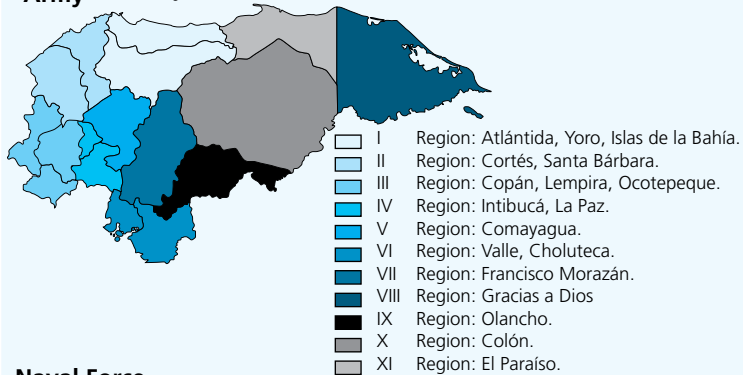 Army
I Region: Atlántida, Yoro, Islas de la Bahía.
II Region: Cortés, Santa Bárbara.
III Region: Copán, Lempira, Ocotepeque.
IV Region: Intibucá, La Paz.
V Region: Comayagua.
VI Region: Valle, Choluteca.
VII Region: Francisco Morazán.
VIII Region: Gracias a Dios
IX Region: Olancho.
X Region: Colón.
XI Region: El Paraíso.
Naval Force